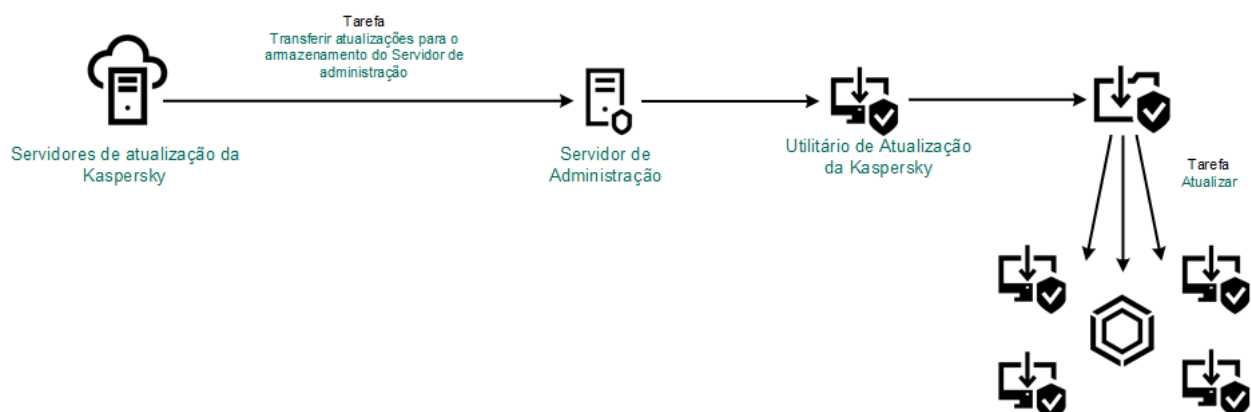 Tarefa
Transferir atualizações para o
armazenamento do Servidor de
administração
Servidores de atualização da
Kaspersky
Servidor de
Administração
Utilitário de Atualização
da Kaspersky
Tarefa
Atualizar